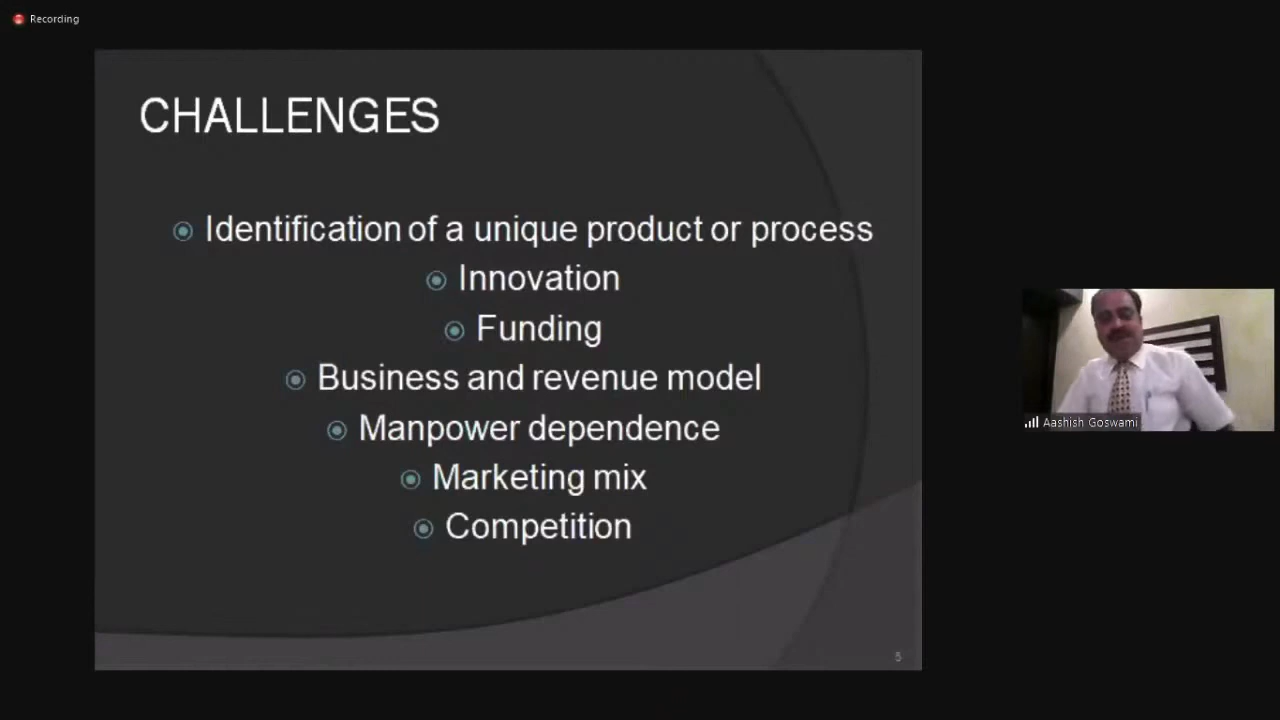 Recording
CHALLENGES
Identification of a unique product or process
Innovation
Funding
Business and revenue model
Manpower dependence
Marketing mix
Competition
Aashish Goswami
5